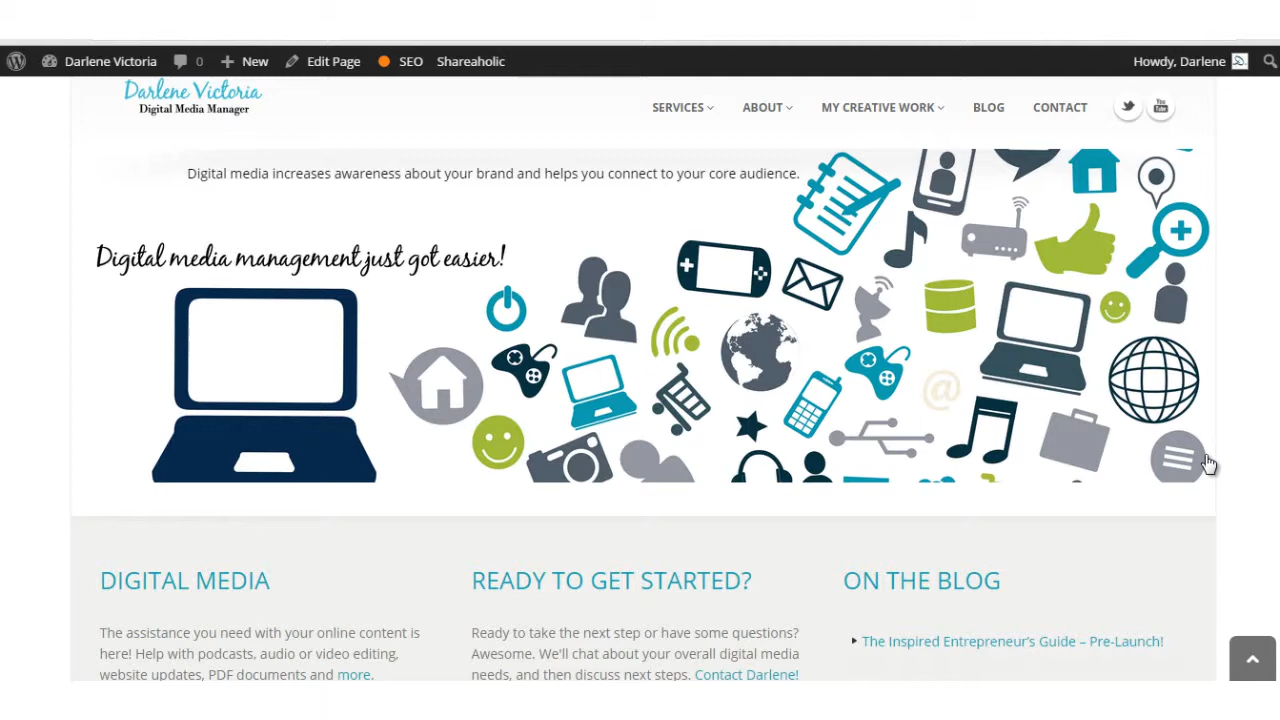 Darlene Victoria 0 New Edit Page SEO Shareaholic Howdy, Darlene
Darlene Victoria
Digital Media Manager
SERVICES ABOUT MY CREATIVE WORK BLOG CONTACT
You
Tube
Digital media increases awareness about your brand and helps you connect to your core audience.
Digital media management just got easier!
@
DIGITAL MEDIA
The assistance you need with your online content is
here! Help with podcasts, audio or video editing,
website updates, PDF documents and more.
READY TO GET STARTED?
Ready to take the next step or have some questions?
Awesome. We'll chat about your overall digital media
needs, and then discuss next steps. Contact Darlene!
ON THE BLOG
The Inspired Entrepreneur's Guide – Pre-Launch!